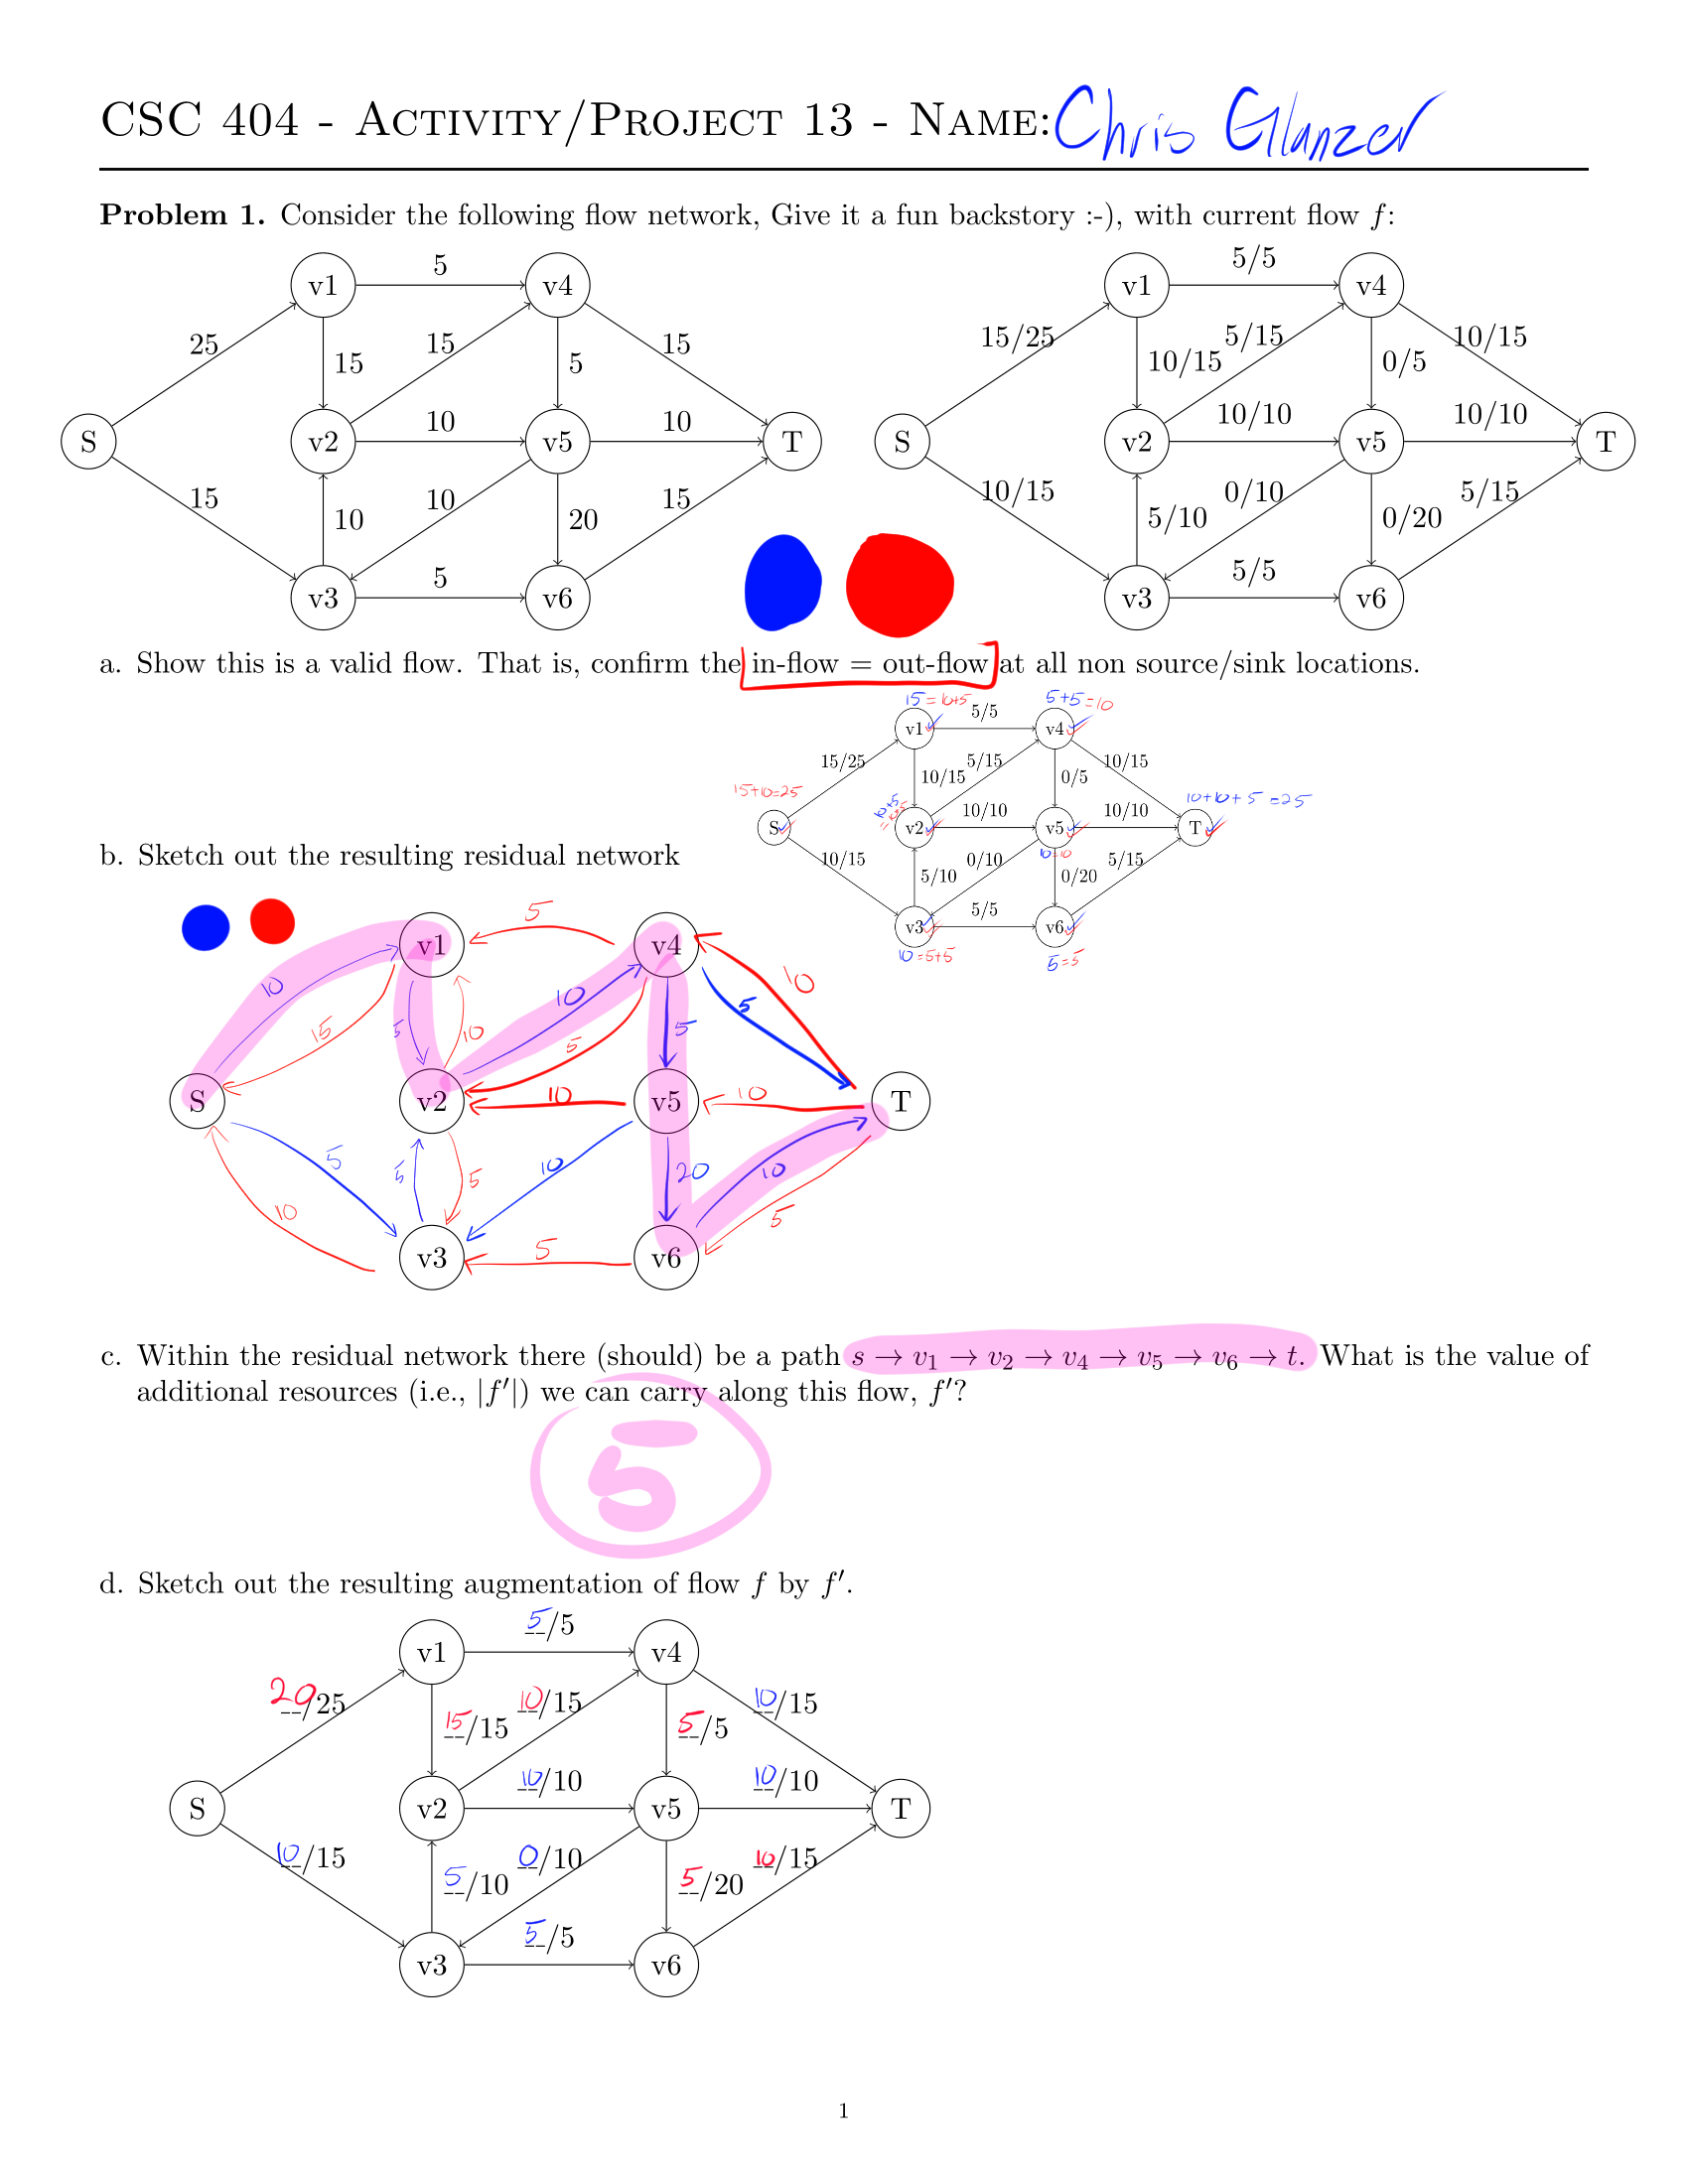 CSC 404 - ACTIVITY/PROJECT 13 - NAME: Chris Glanzer
Problem 1. Consider the following flow network, Give it a fun backstory :-), with current flow f:
v1 5 v4
25 15 15 5 15
S v2 10 v5 10 T
15 10 10 20 15
v3 5 v6
v1 5/5 v4
15/25 10/15 5/15 0/5 10/15
S v2 10/10 v5 10/10 T
10/15 5/10 0/10 0/20 5/15
v3 5/5 v6
a. Show this is a valid flow. That is, confirm the in-flow = out-flow at all non source/sink locations.
15 = 10+5 5+5 = 10
v1 5/5 v4
15/25 10/15 5/15 0/5 10/15
15+10=25 10+5 = 10+5 10+10+5 = 25
S v2 10/10 v5 10/10 T
10=10
10/15 5/10 0/10 0/20 5/15
v3 5/5 v6
10 = 5+5 5=5
b. Sketch out the resulting residual network
v1 5 v4
10 15 5 10 10 5 5 5 10
S v2 10 v5 10 T
5 10 5 5 10 20 10 5
v3 5 v6
c. Within the residual network there (should) be a path s → v1 → v2 → v4 → v5 → v6 → t. What is the value of
additional resources (i.e., |f′|) we can carry along this flow, f′?
5
d. Sketch out the resulting augmentation of flow f by f′.
v1 5/5 v4
20/25 15/15 10/15 5/5 10/15
S v2 10/10 v5 10/10 T
10/15 5/10 0/10 5/20 10/15
v3 5/5 v6
1